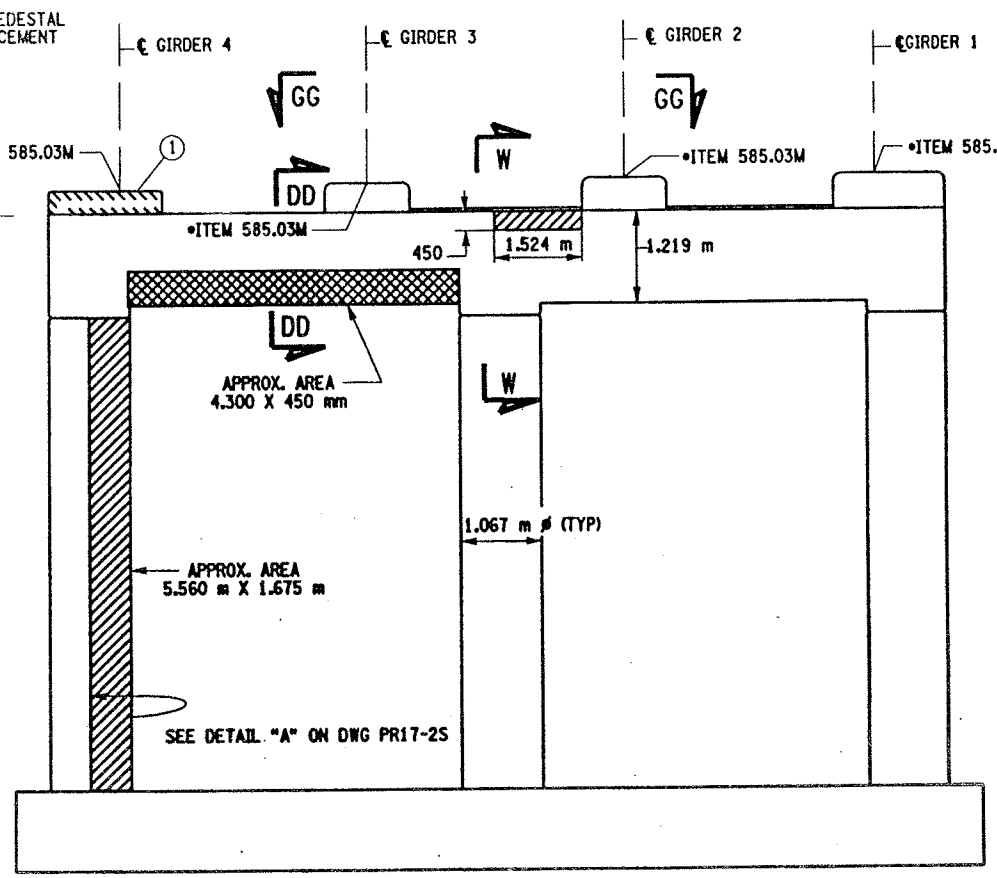 EDESTAL
CEMENT
℄ GIRDER 4
℄ GIRDER 3
℄ GIRDER 2
℄GIRDER 1
GG
GG
585.03M
1
W
•ITEM 585.03M
•ITEM 585.
DD
•ITEM 585.03M
450
1.524 m
1.219 m
DD
APPROX. AREA
4.300 X 450 mm
W
1.067 m ø (TYP)
APPROX. AREA
5.560 m X 1.675 m
SEE DETAIL "A" ON DWG PR17-2S